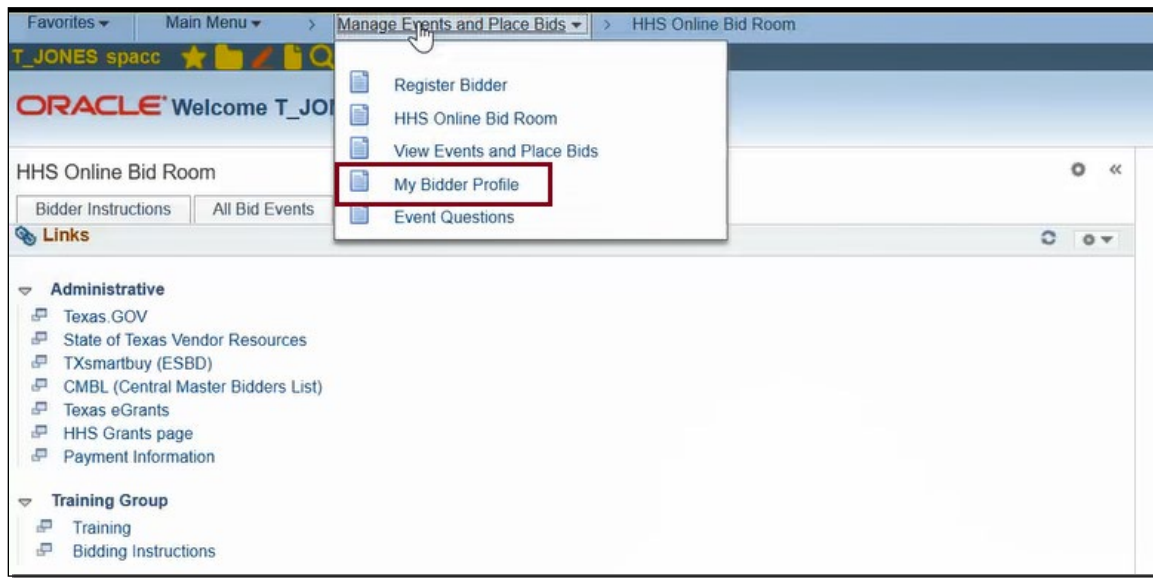 Favorites Main Menu > Manage Events and Place Bids > HHS Online Bid Room
T_JONES spacc
Register Bidder
ORACLE' Welcome T_JO
HHS Online Bid Room
View Events and Place Bids
HHS Online Bid Room
My Bidder Profile
Bidder Instructions All Bid Events
Event Questions
Links
Administrative
Texas.GOV
State of Texas Vendor Resources
TXsmartbuy (ESBD)
CMBL (Central Master Bidders List)
Texas eGrants
HHS Grants page
Payment Information
Training Group
Training
Bidding Instructions